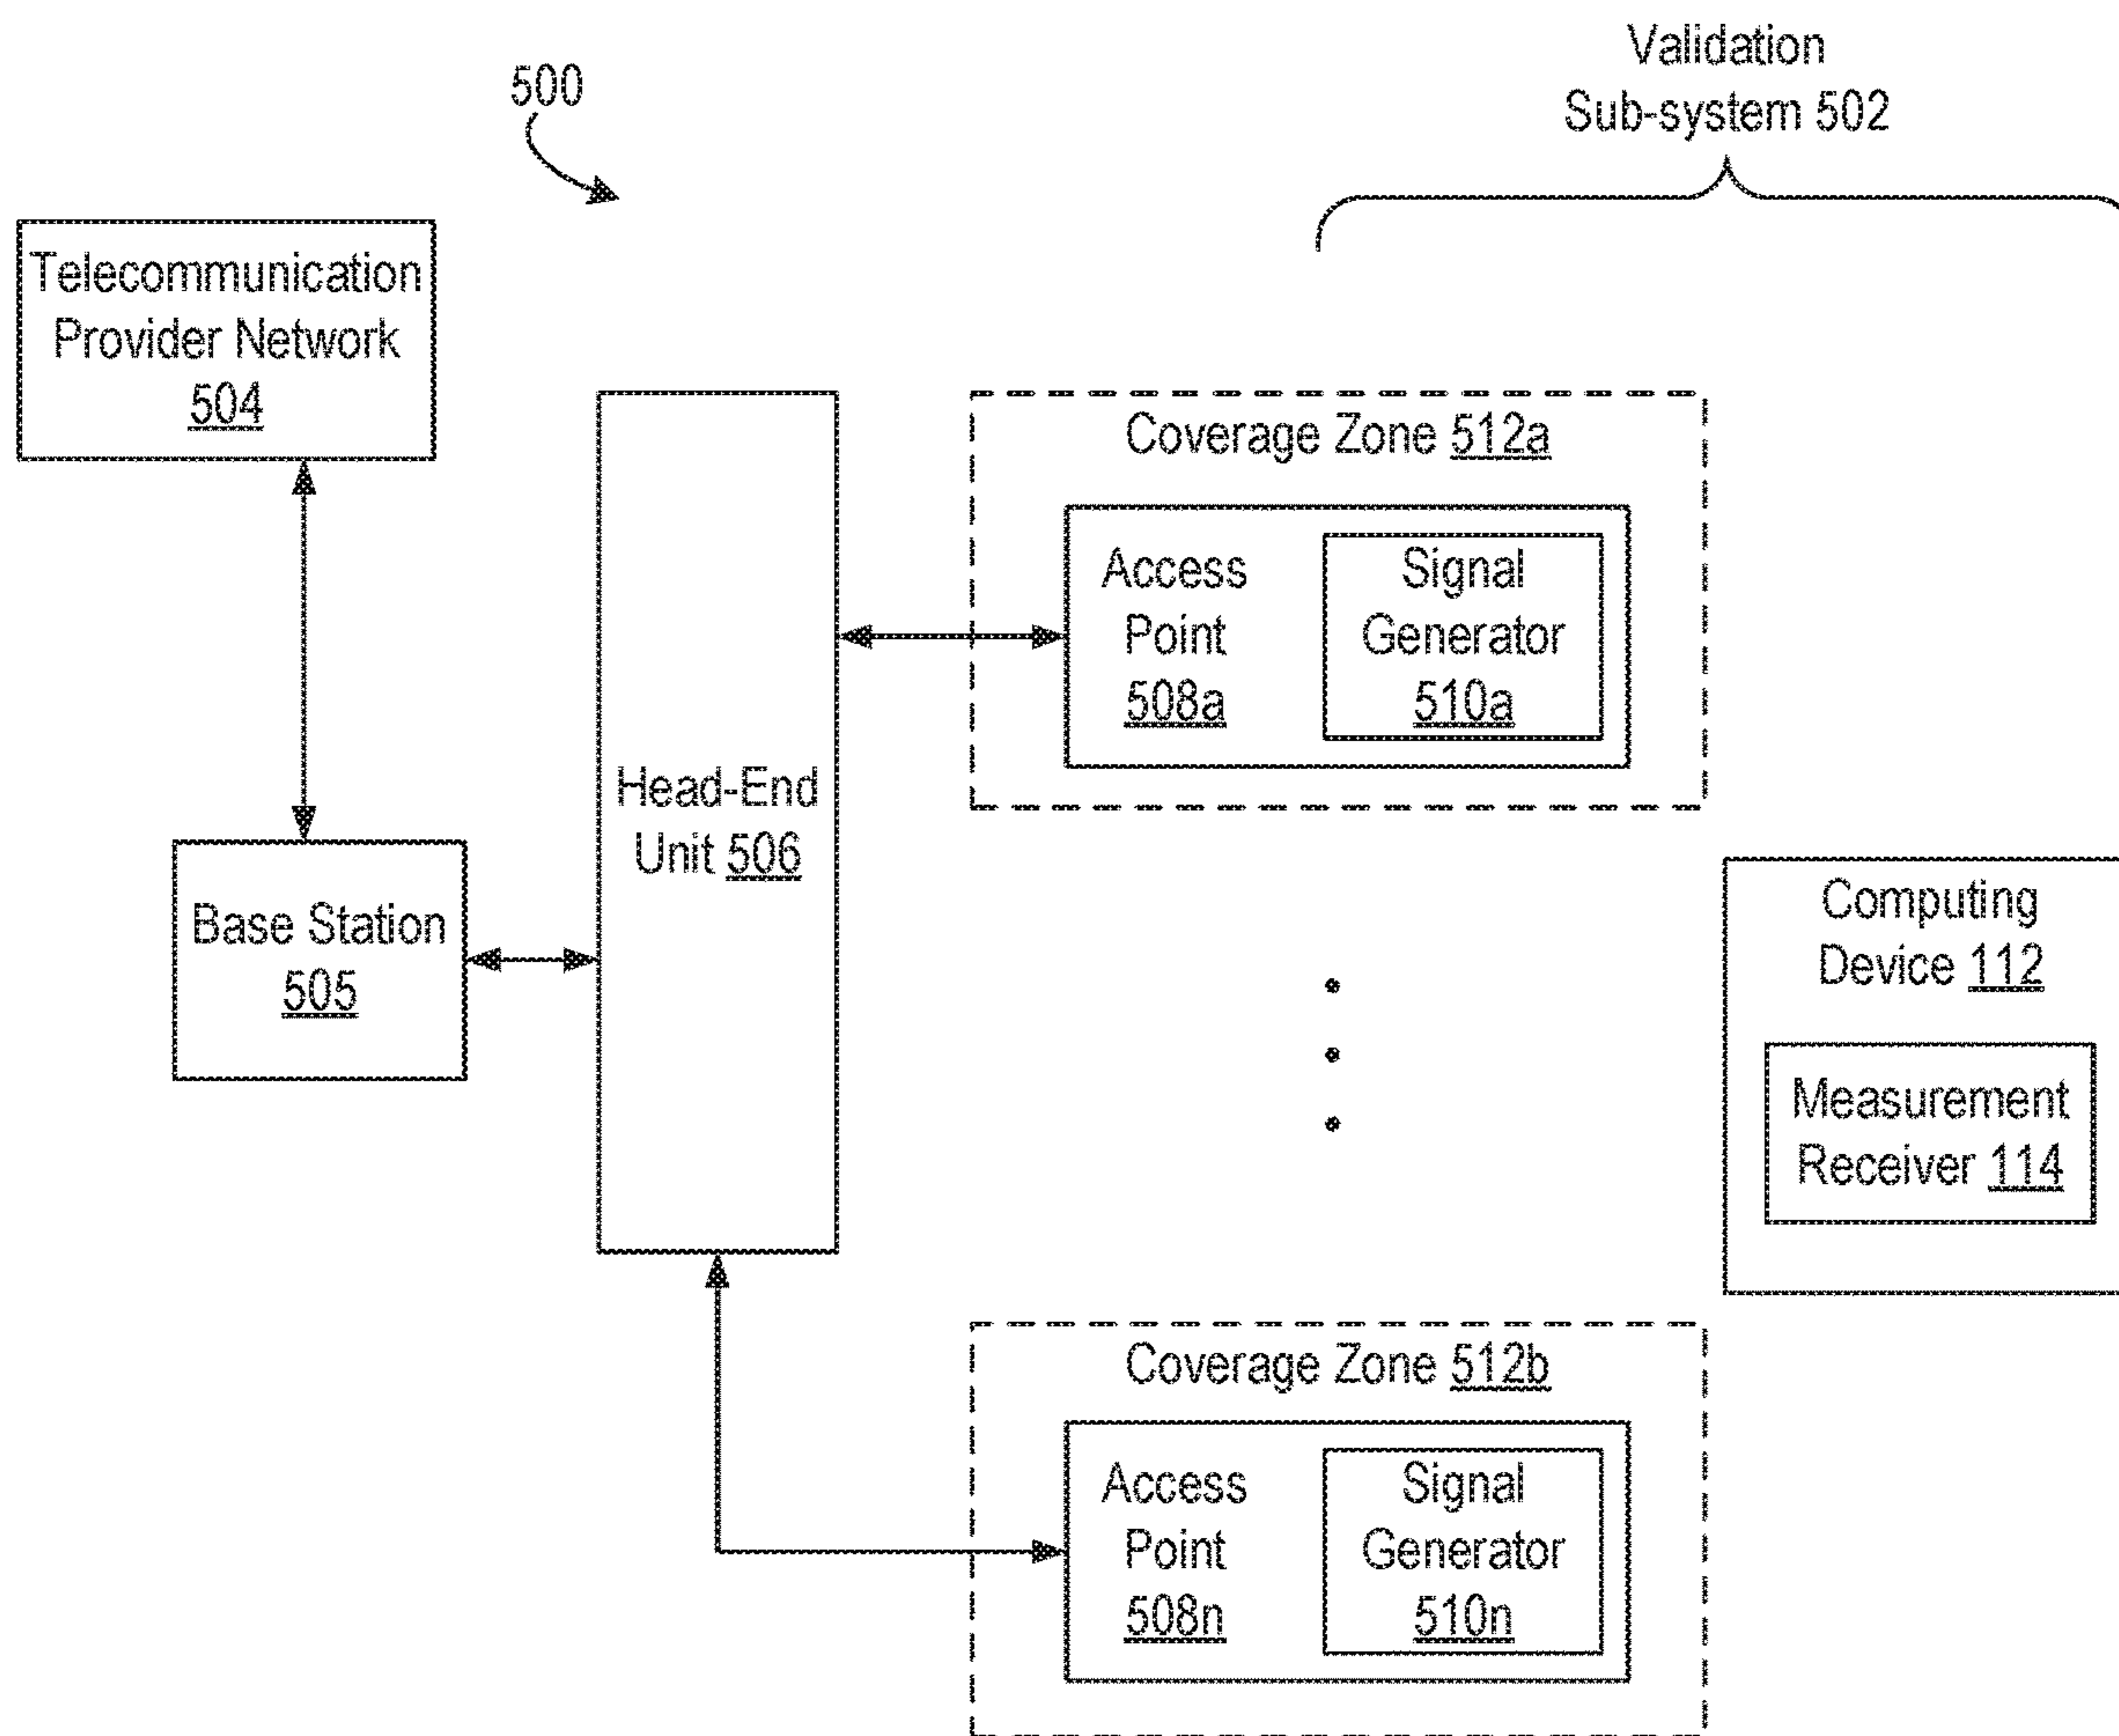 Validation
Sub-system 502
500
Telecommunication
Provider Network
504
Base Station
505
Head-End
Unit 506
Coverage Zone 512a
Access
Point
508a
Signal
Generator
510a
Computing
Device 112
Measurement
Receiver 114
Coverage Zone 512b
Access
Point
508n
Signal
Generator
510n